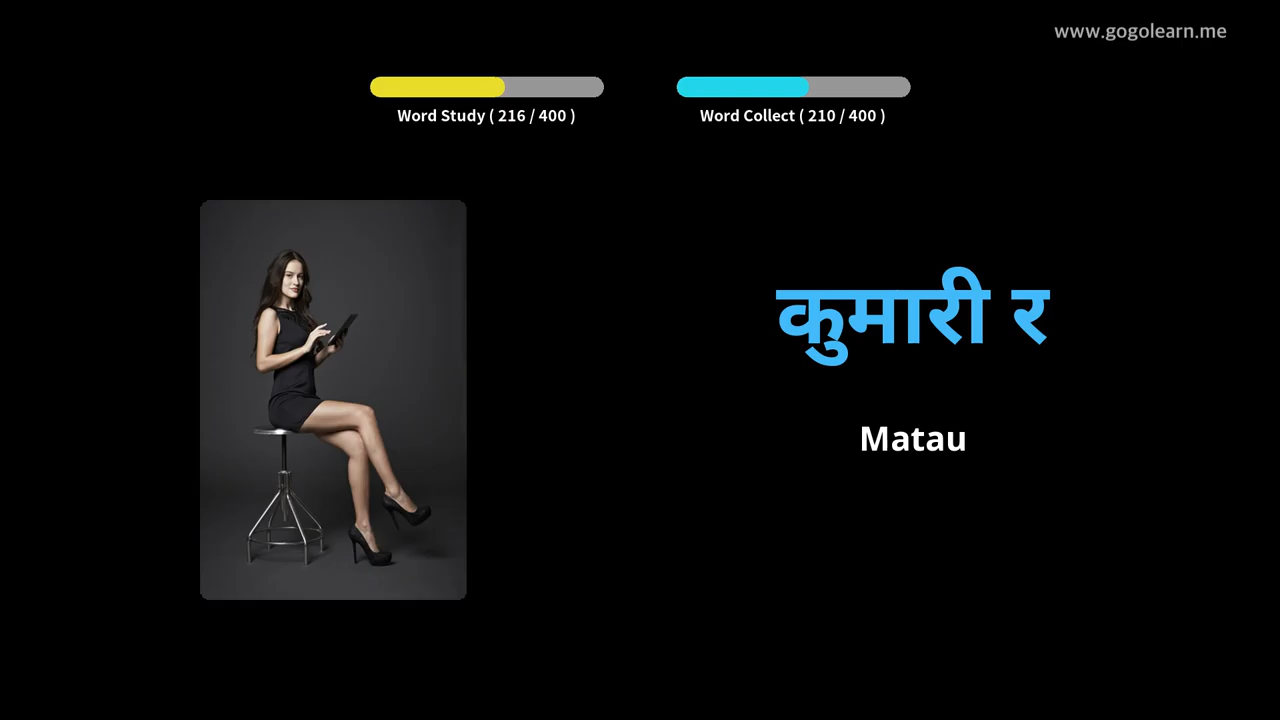 www.gogolearn.me
Word Study ( 216 / 400 )
Word Collect ( 210 / 400 )
कुमारी र
Matau